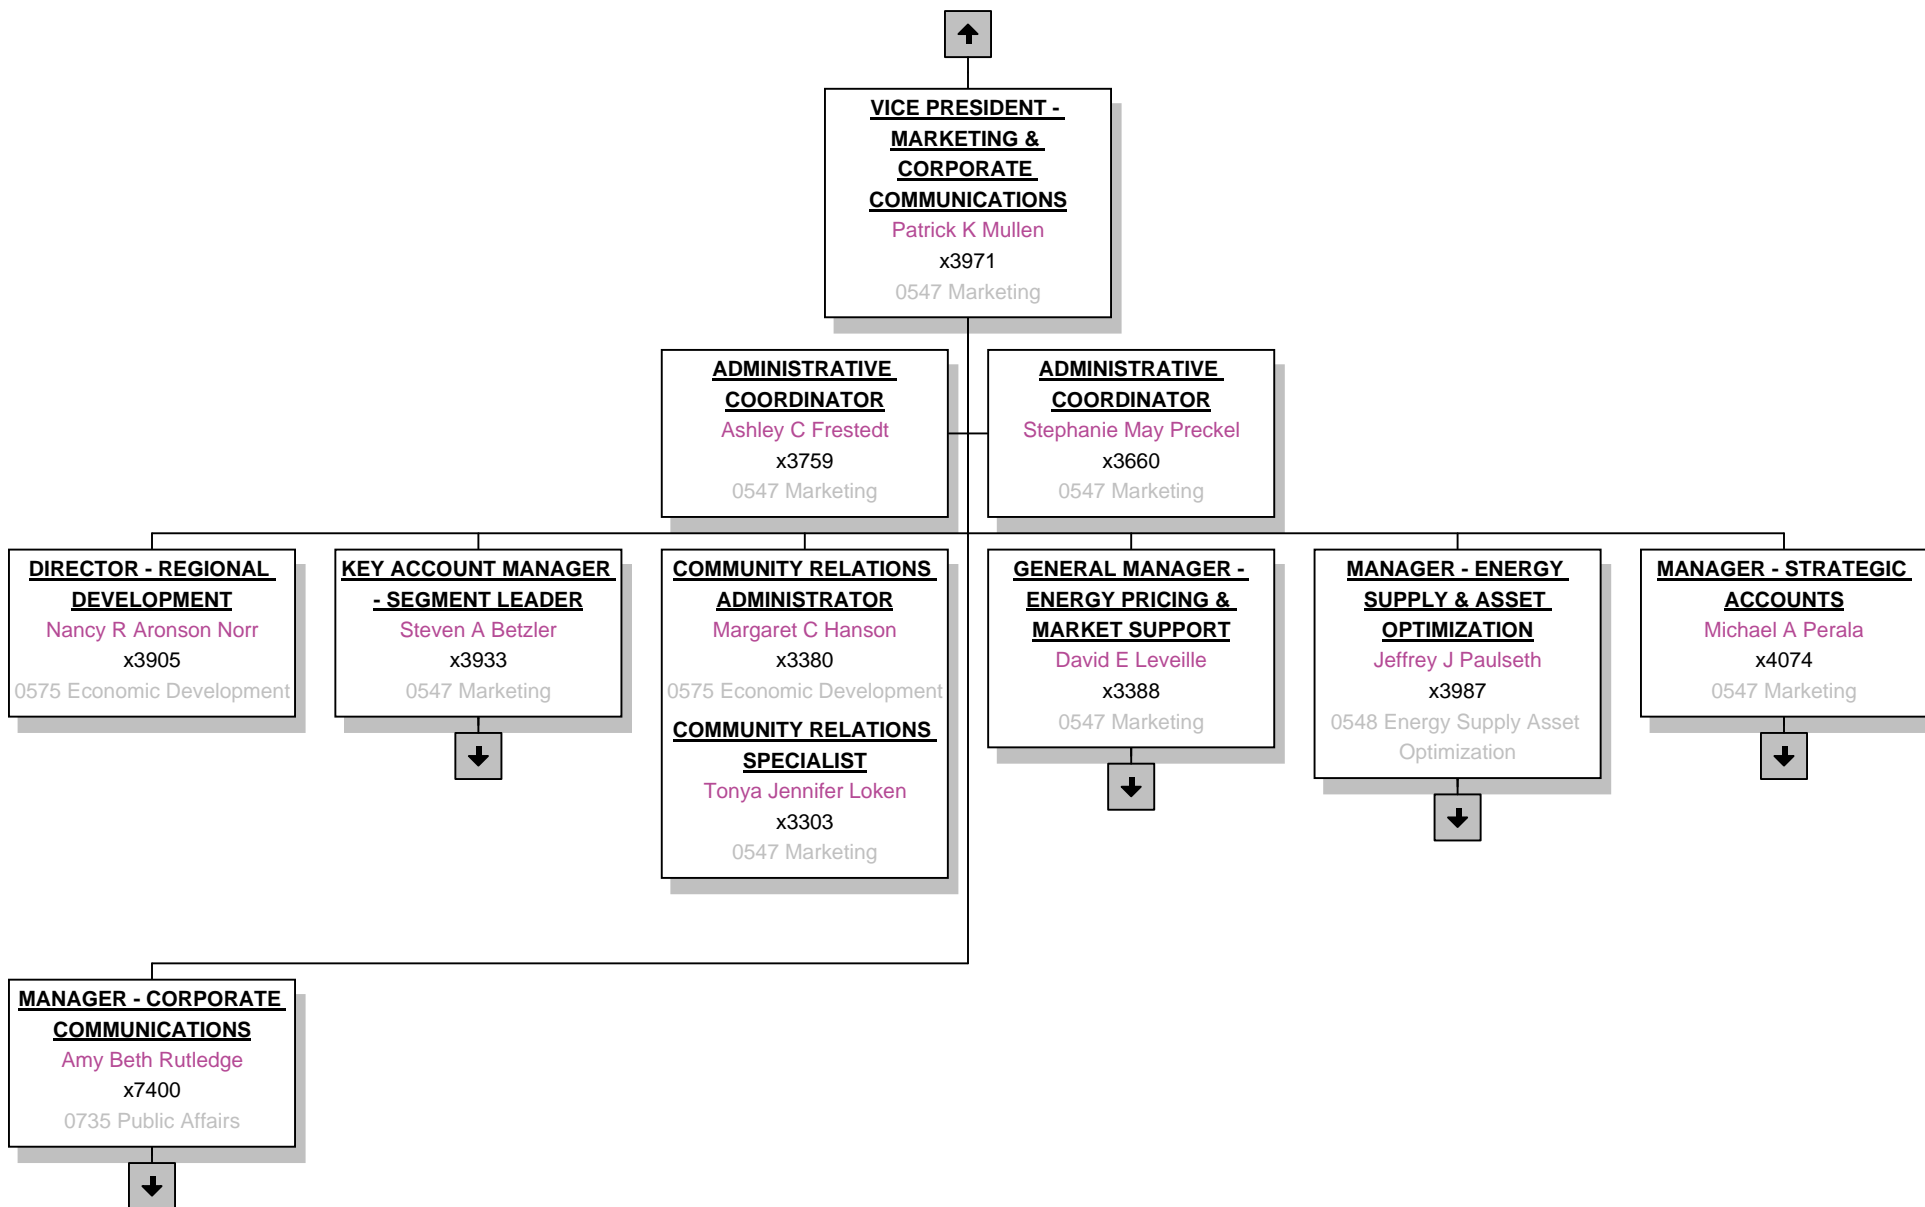 VICE PRESIDENT -
MARKETING &
CORPORATE
COMMUNICATIONS
Patrick K Mullen
x3971
0547 Marketing
ADMINISTRATIVE
COORDINATOR
Ashley C Frestedt
x3759
0547 Marketing
ADMINISTRATIVE
COORDINATOR
Stephanie May Preckel
x3660
0547 Marketing
DIRECTOR - REGIONAL
DEVELOPMENT
Nancy R Aronson Norr
x3905
0575 Economic Development
KEY ACCOUNT MANAGER
- SEGMENT LEADER
Steven A Betzler
x3933
0547 Marketing
COMMUNITY RELATIONS
ADMINISTRATOR
Margaret C Hanson
x3380
0575 Economic Development
COMMUNITY RELATIONS
SPECIALIST
Tonya Jennifer Loken
x3303
0547 Marketing
GENERAL MANAGER -
ENERGY PRICING &
MARKET SUPPORT
David E Leveille
x3388
0547 Marketing
MANAGER - ENERGY
SUPPLY & ASSET
OPTIMIZATION
Jeffrey J Paulseth
x3987
0548 Energy Supply Asset
Optimization
MANAGER - STRATEGIC
ACCOUNTS
Michael A Perala
x4074
0547 Marketing
MANAGER - CORPORATE
COMMUNICATIONS
Amy Beth Rutledge
x7400
0735 Public Affairs